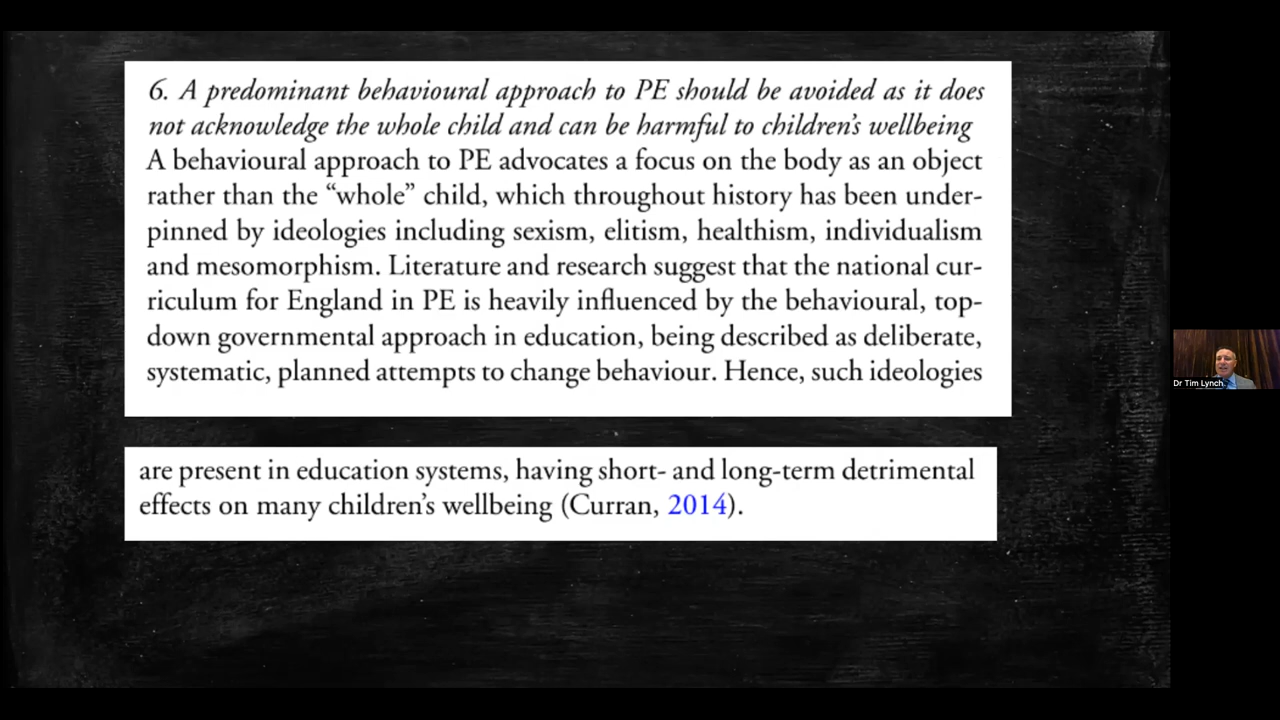 6. A predominant behavioural approach to PE should be avoided as it does
not acknowledge the whole child and can be harmful to children's wellbeing
A behavioural approach to PE advocates a focus on the body as an object
rather than the “whole” child, which throughout history has been under-
pinned by ideologies including sexism, elitism, healthism, individualism
and mesomorphism. Literature and research suggest that the national cur-
riculum for England in PE is heavily influenced by the behavioural, top-
down governmental approach in education, being described as deliberate,
systematic, planned attempts to change behaviour. Hence, such ideologies
are present in education systems, having short- and long-term detrimental
effects on many children's wellbeing (Curran, 2014).
Dr Tim Lynch